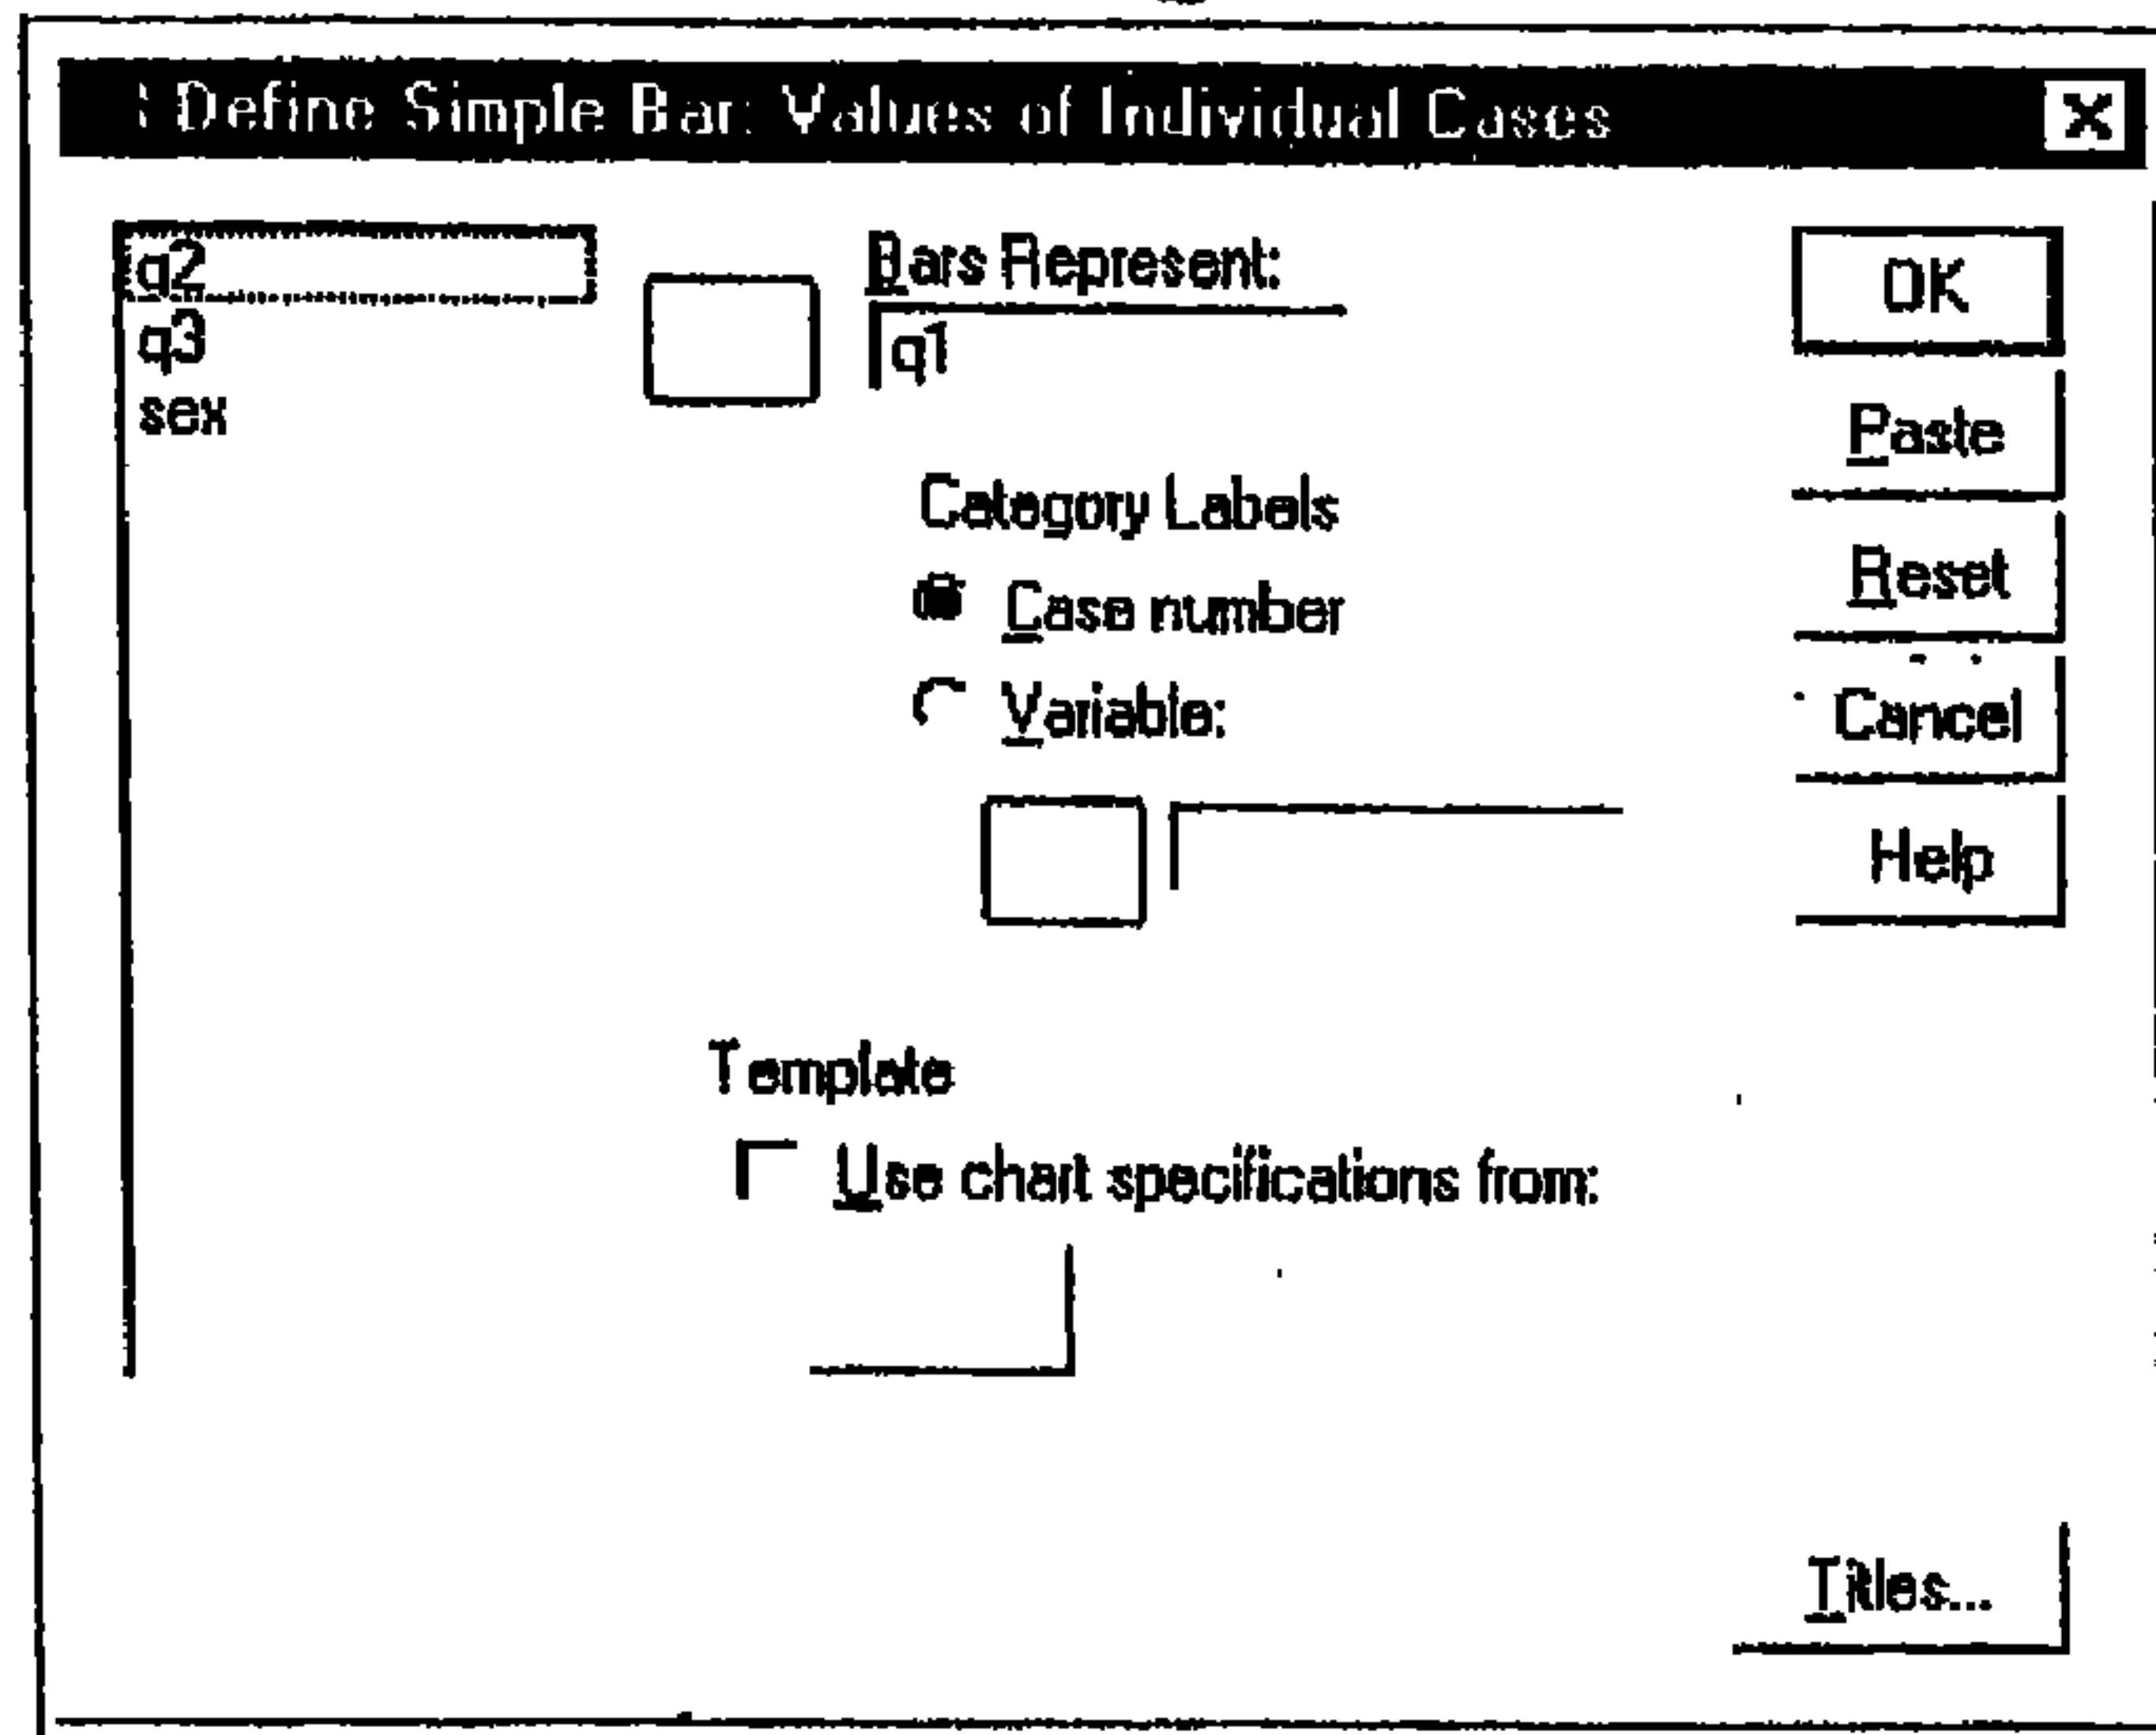 Define Simple Bar: Values of Individual Cases
q2
q3
sex
Bars Represent:
q1
Category Labels
Case number
Variable:
Template
Use chart specifications from:
OK
Paste
Reset
Cancel
Help
Titles...